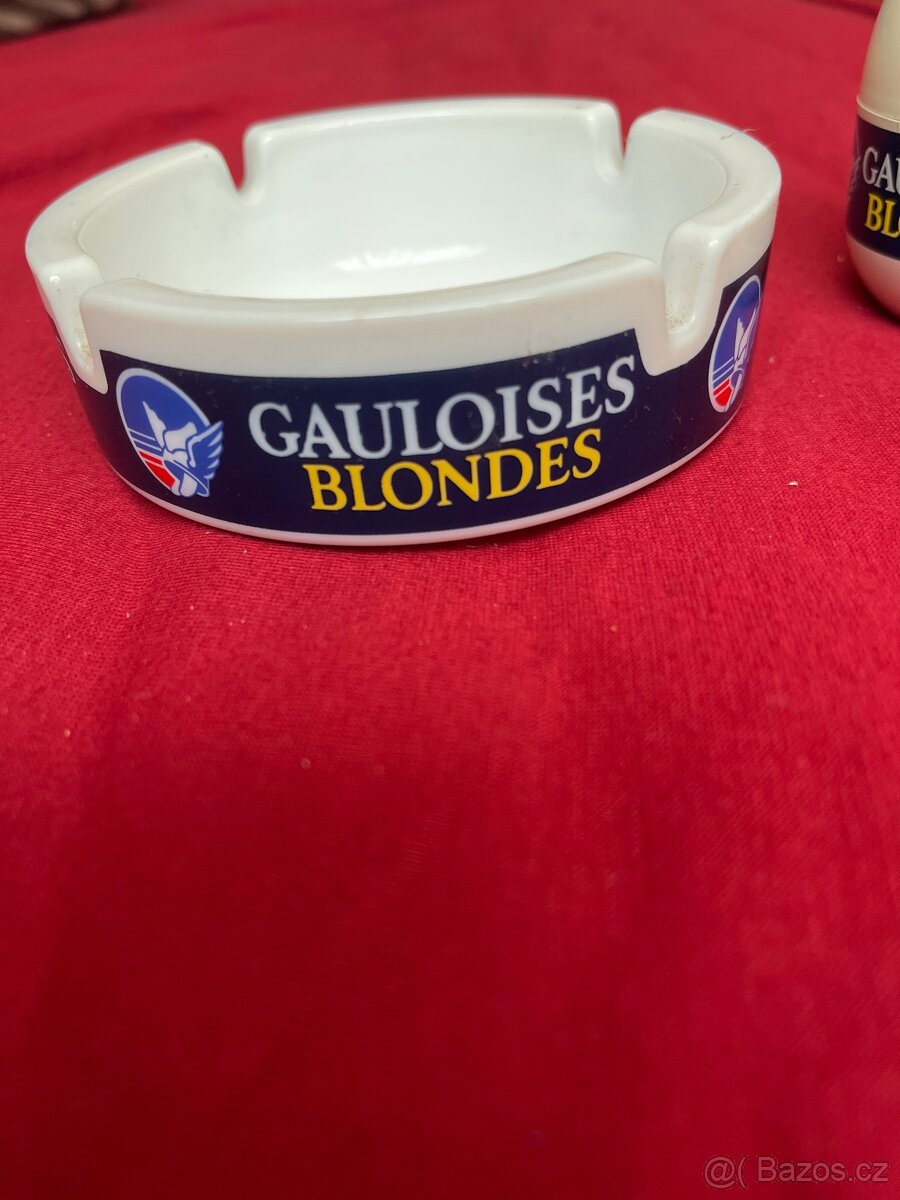 GAULOISES
BLONDES
GAU
BL
@( Bazos.cz